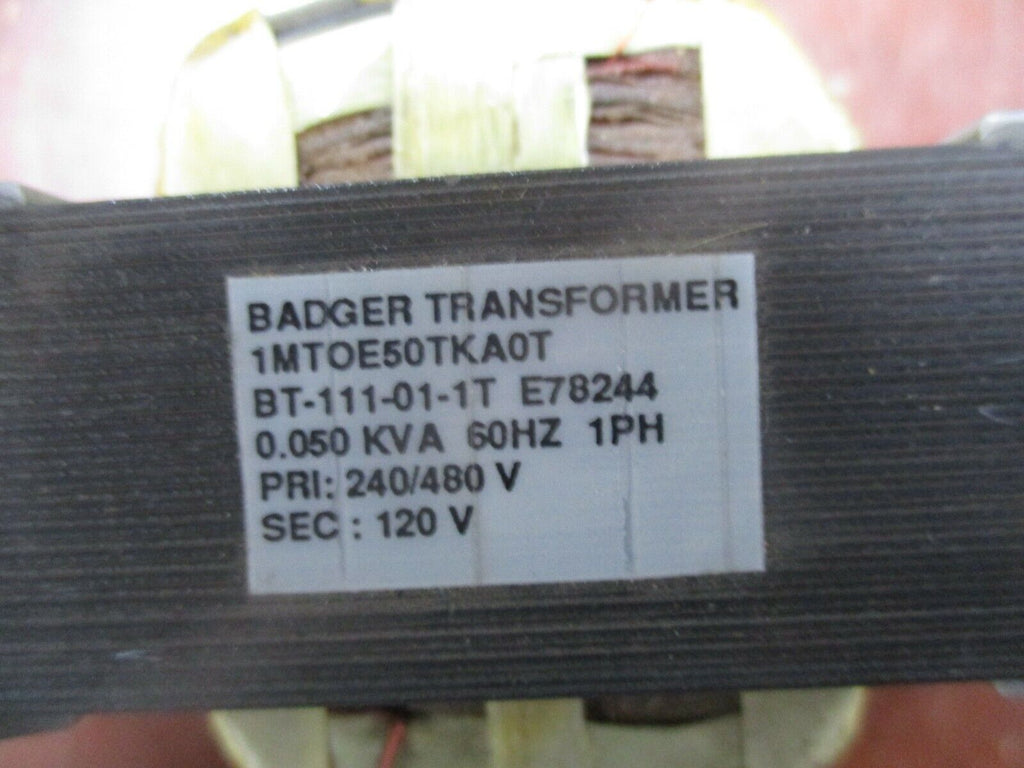 BADGER TRANSFORMER
1MTOE50TKA0T
BT-111-01-1T E78244
0.050 KVA 60HZ 1PH
PRI: 240/480 V
SEC : 120 V